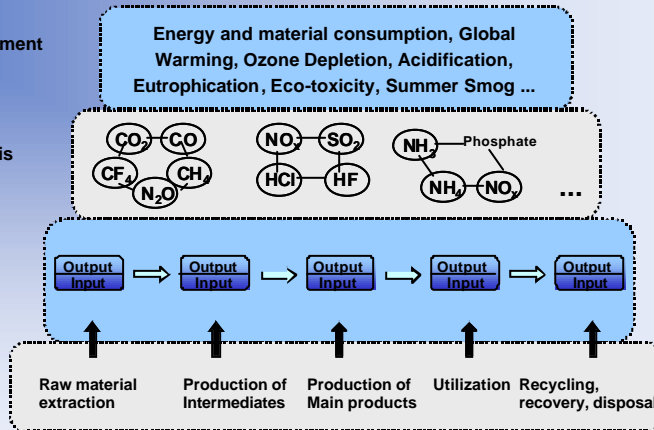 ment
Energy and material consumption, Global
Warming, Ozone Depletion, Acidification,
Eutrophication, Eco-toxicity, Summer Smog ...
is
CO₂ CO
CF₄ CH₄
N₂O
NOₓ SO₂
HCl HF
NH₃ Phosphate
NH₄ NOₓ
...
Output Output Output Output Output
Input Input Input Input Input
Raw material
extraction
Production of
Intermediates
Production of
Main products
Utilization
Recycling,
recovery, disposal